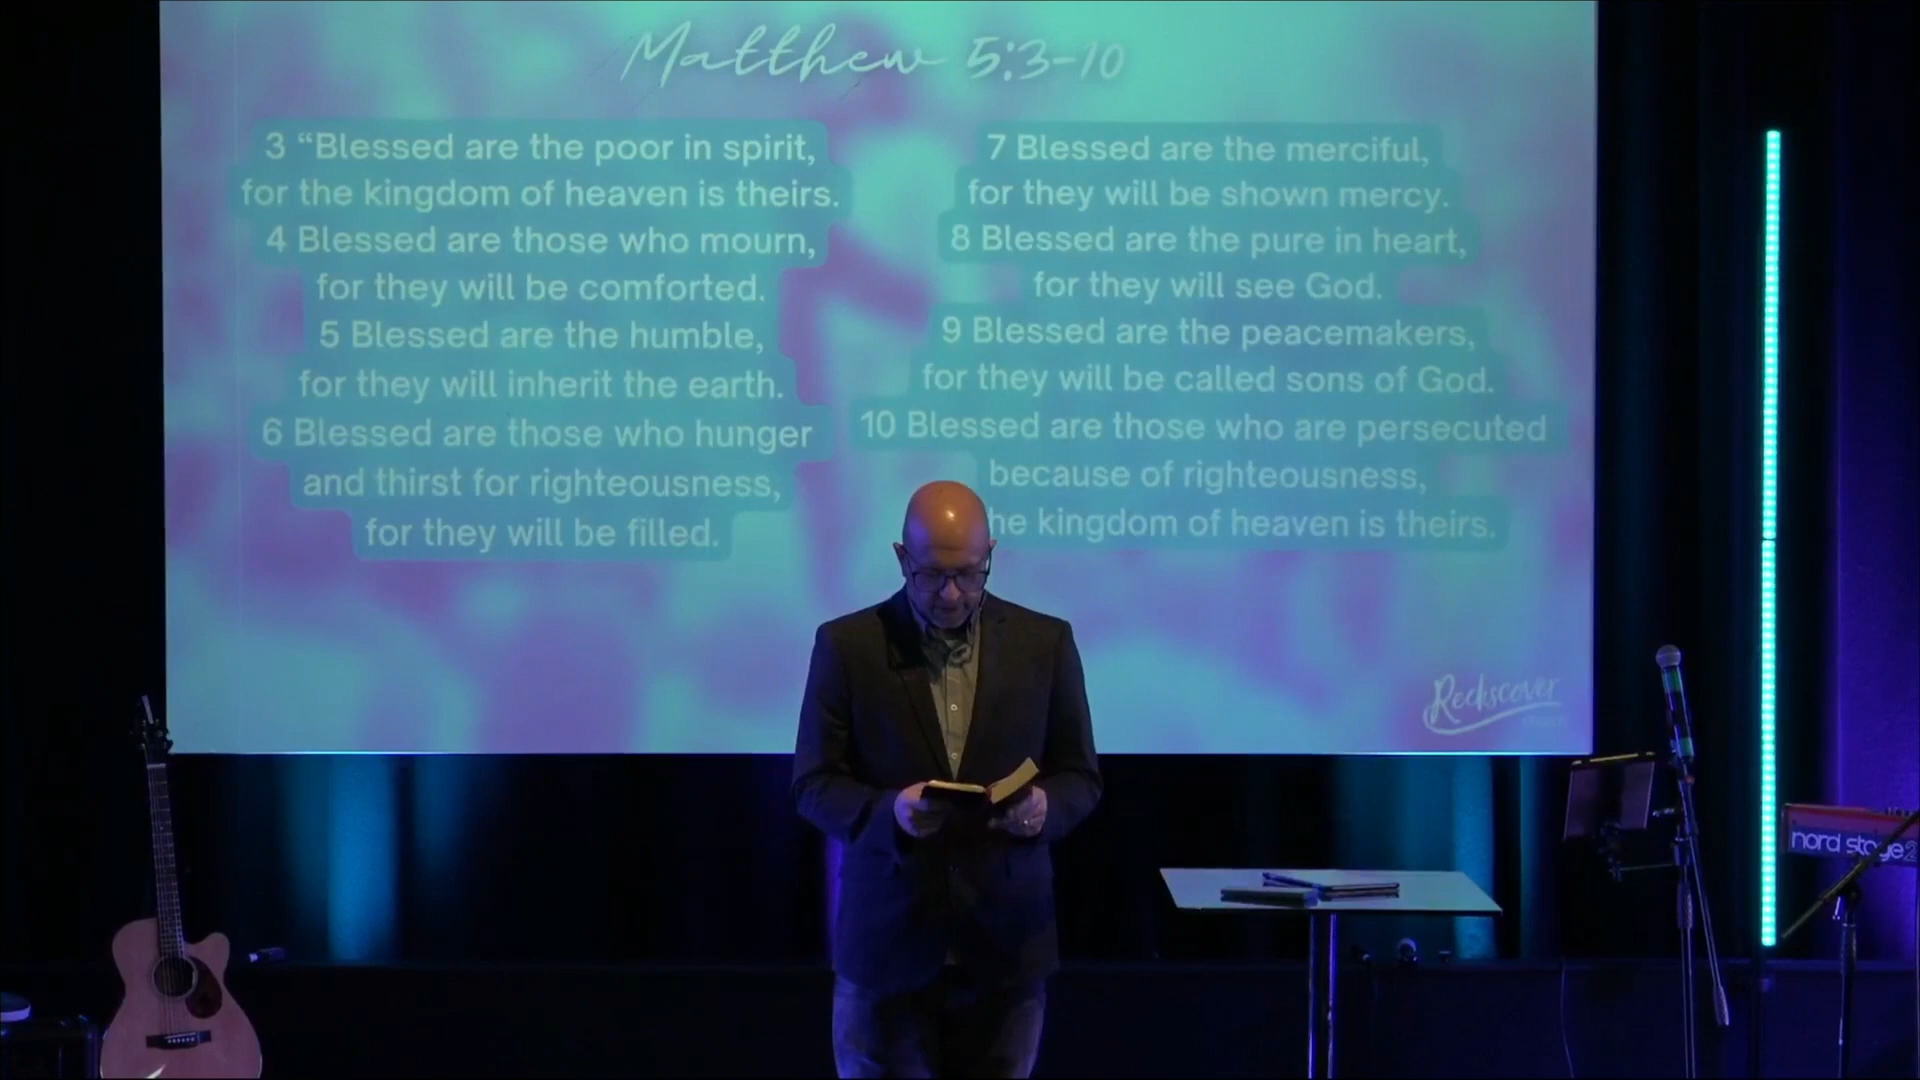 Matthew 5:3-10
3 “Blessed are the poor in spirit,
for the kingdom of heaven is theirs.
4 Blessed are those who mourn,
for they will be comforted.
5 Blessed are the humble,
for they will inherit the earth.
6 Blessed are those who hunger
and thirst for righteousness,
for they will be filled.
7 Blessed are the merciful,
for they will be shown mercy.
8 Blessed are the pure in heart,
for they will see God.
9 Blessed are the peacemakers,
for they will be called sons of God.
10 Blessed are those who are persecuted
because of righteousness,
he kingdom of heaven is theirs.
nord stage 2